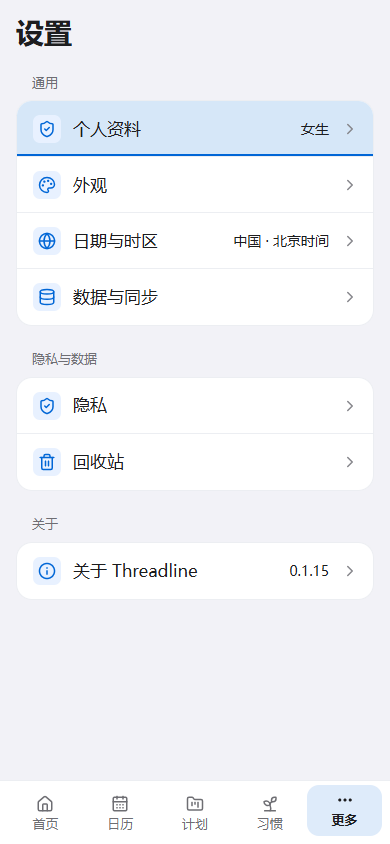 设置
通用
个人资料 女生
外观
日期与时区 中国 · 北京时间
数据与同步
隐私与数据
隐私
回收站
关于
关于 Threadline 0.1.15
首页 日历 计划 习惯 更多